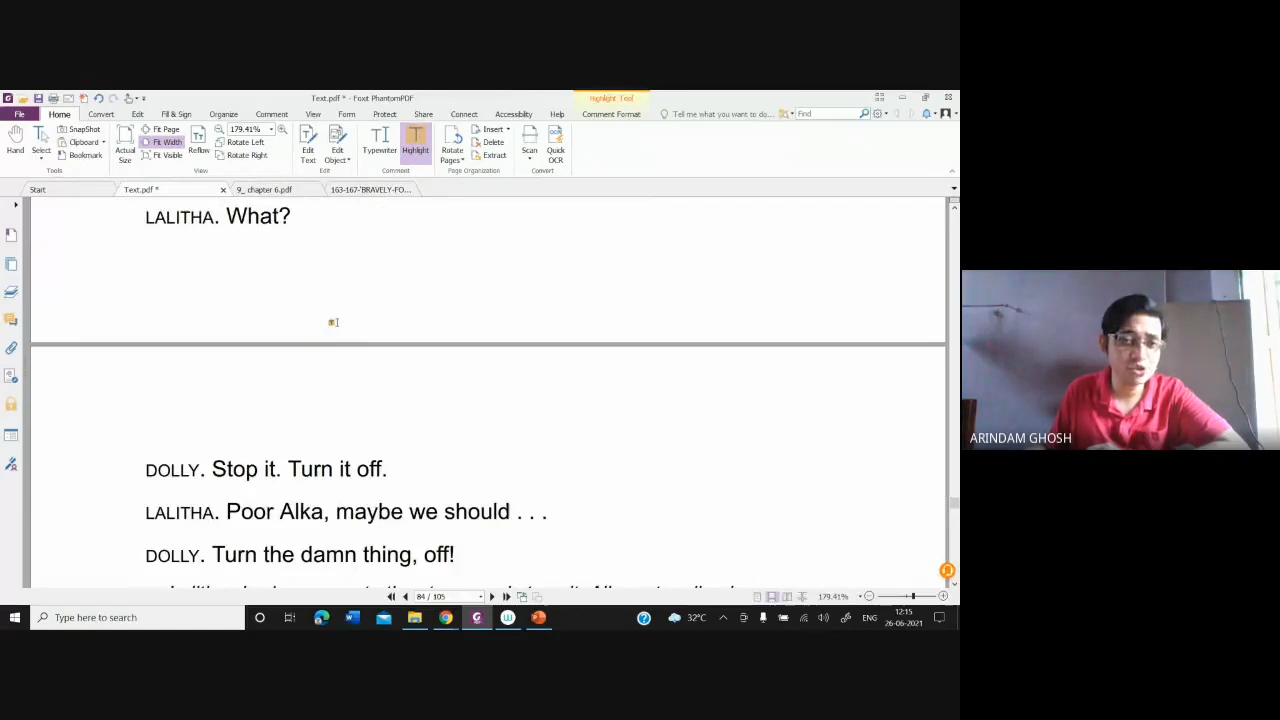 Text.pdf * - Foxit PhantomPDF
Highlight Tool
File Home Convert Edit Fill & Sign Organize Comment View Form Protect Share Connect Accessibility Help Comment Format Tell me what you want to do... Find
Hand
Select
SnapShot
Clipboard
Bookmark
Tools
Actual Size
Fit Page
Fit Width
Fit Visible
Reflow
179.41%
Rotate Left
Rotate Right
View
Edit Text
Edit Object
Edit
Typewriter
Highlight
Comment
Rotate Pages
Insert
Delete
Extract
Page Organization
Scan
Quick OCR
Convert
Start
Text.pdf *
9_ chapter 6.pdf
163-167-'BRAVELY-FO...
LALITHA. What?
DOLLY. Stop it. Turn it off.
LALITHA. Poor Alka, maybe we should . . .
DOLLY. Turn the damn thing, off!
84 / 105
179.41%
Type here to search
32°C
ENG
12:15
26-06-2021
ARINDAM GHOSH